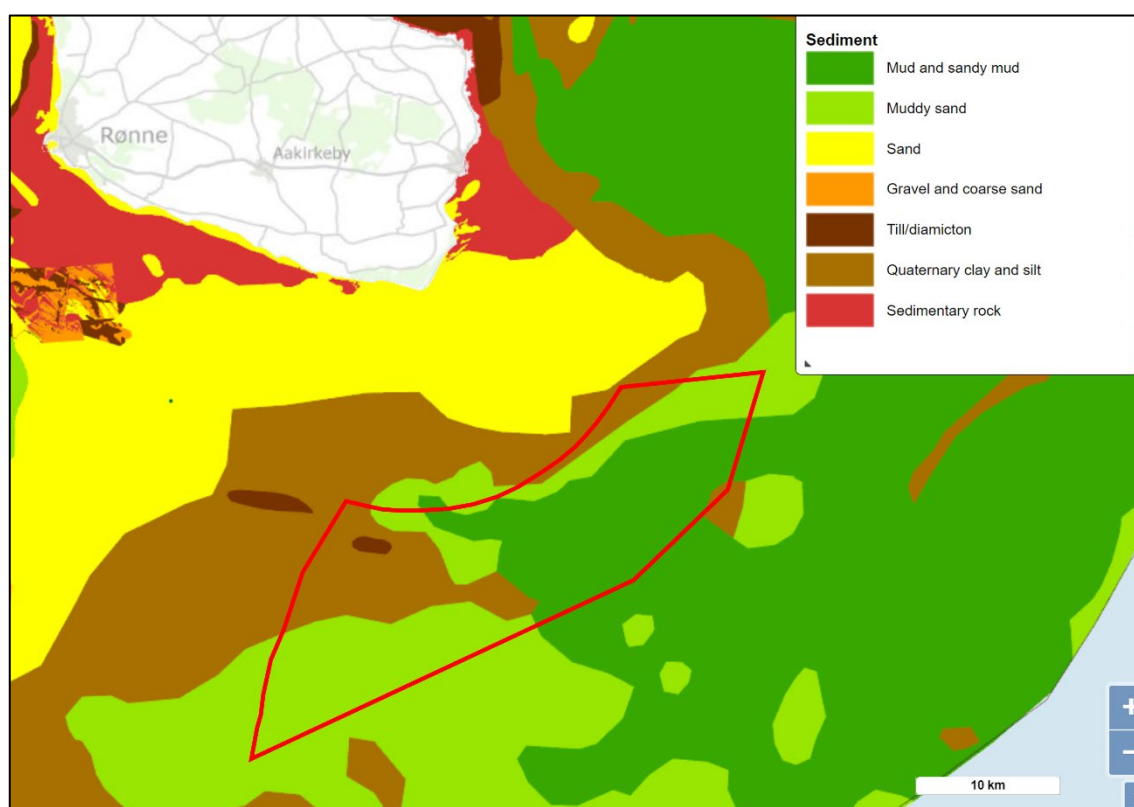 Sediment
Mud and sandy mud
Muddy sand
Sand
Gravel and coarse sand
Till/diamicton
Quaternary clay and silt
Sedimentary rock
Rønne
Aakirkeby
10 km
+
−